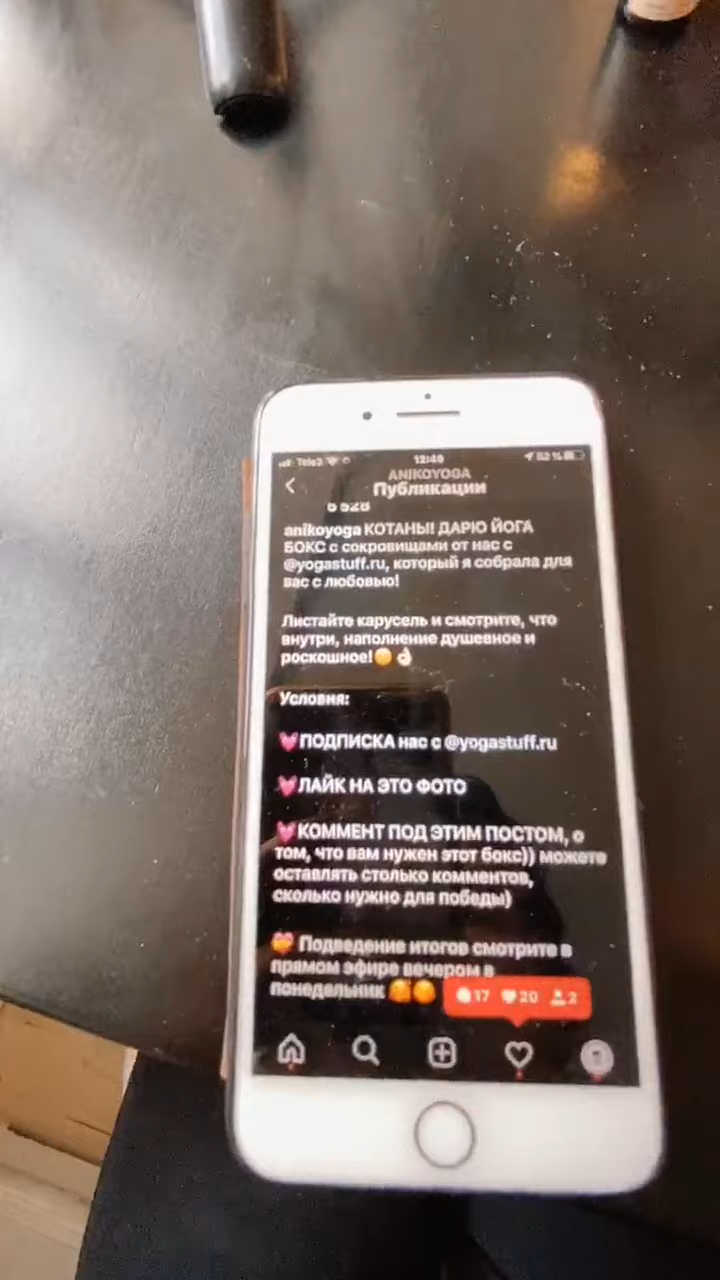 Tele2
12:40
52 %
ANIKOYOGA
Публикации
anikoyoga КОТАНЫ! ДАРЮ ЙОГА
БОКС с сокровищами от нас с
@yogastuff.ru, который я собрала для
вас с любовью!
Листайте карусель и смотрите, что
внутри, наполнение душевное и
роскошное!😊👌🏻
Условия:
💓ПОДПИСКА нас с @yogastuff.ru
💓ЛАЙК НА ЭТО ФОТО
💓КОММЕНТ ПОД ЭТИМ ПОСТОМ, о
том, что вам нужен этот бокс)) можете
оставлять столько комментов,
сколько нужно для победы)
💝 Подведение итогов смотрите в
прямом эфире вечером в
понедельник 🥰🥰
17 20 2